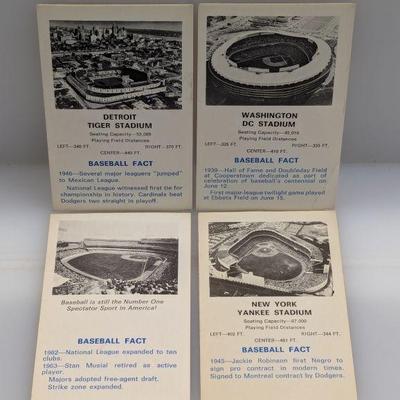 DETROIT
TIGER STADIUM
Seating Capacity—53,089
Playing Field Distances
LEFT—340 FT. RIGHT—370 FT.
CENTER—440 FT.
BASEBALL FACT
1946—Several major leaguers "jumped"
to Mexican League.
National League witnessed first tie for
championship in history. Cardinals beat
Dodgers two straight in playoff.
WASHINGTON
DC STADIUM
Seating Capacity—45,016
Playing Field Distances
LEFT—335 FT. RIGHT—335 FT.
CENTER—410 FT.
BASEBALL FACT
1939—Hall of Fame and Doubleday Field
at Cooperstown dedicated as part of
celebration of baseball's centennial on
June 12.
First major-league twilight game played
at Ebbets Field on June 15.
Baseball is still the Number One
Spectator Sport in America!
BASEBALL FACT
1962—National League expanded to ten
clubs.
1963—Stan Musial retired as active
player.
Majors adopted free-agent draft.
Strike zone expanded.
NEW YORK
YANKEE STADIUM
Seating Capacity—67,000
Playing Field Distances
LEFT—402 FT. RIGHT—344 FT.
CENTER—461 FT.
BASEBALL FACT
1945—Jackie Robinson first Negro to
sign pro contract in modern times.
Signed to Montreal contract by Dodgers.